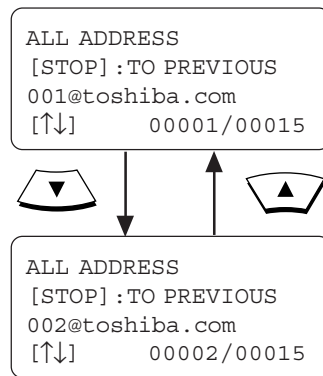 ALL ADDRESS
[STOP]:TO PREVIOUS
001@toshiba.com
[↑↓] 00001/00015
ALL ADDRESS
[STOP]:TO PREVIOUS
002@toshiba.com
[↑↓] 00002/00015